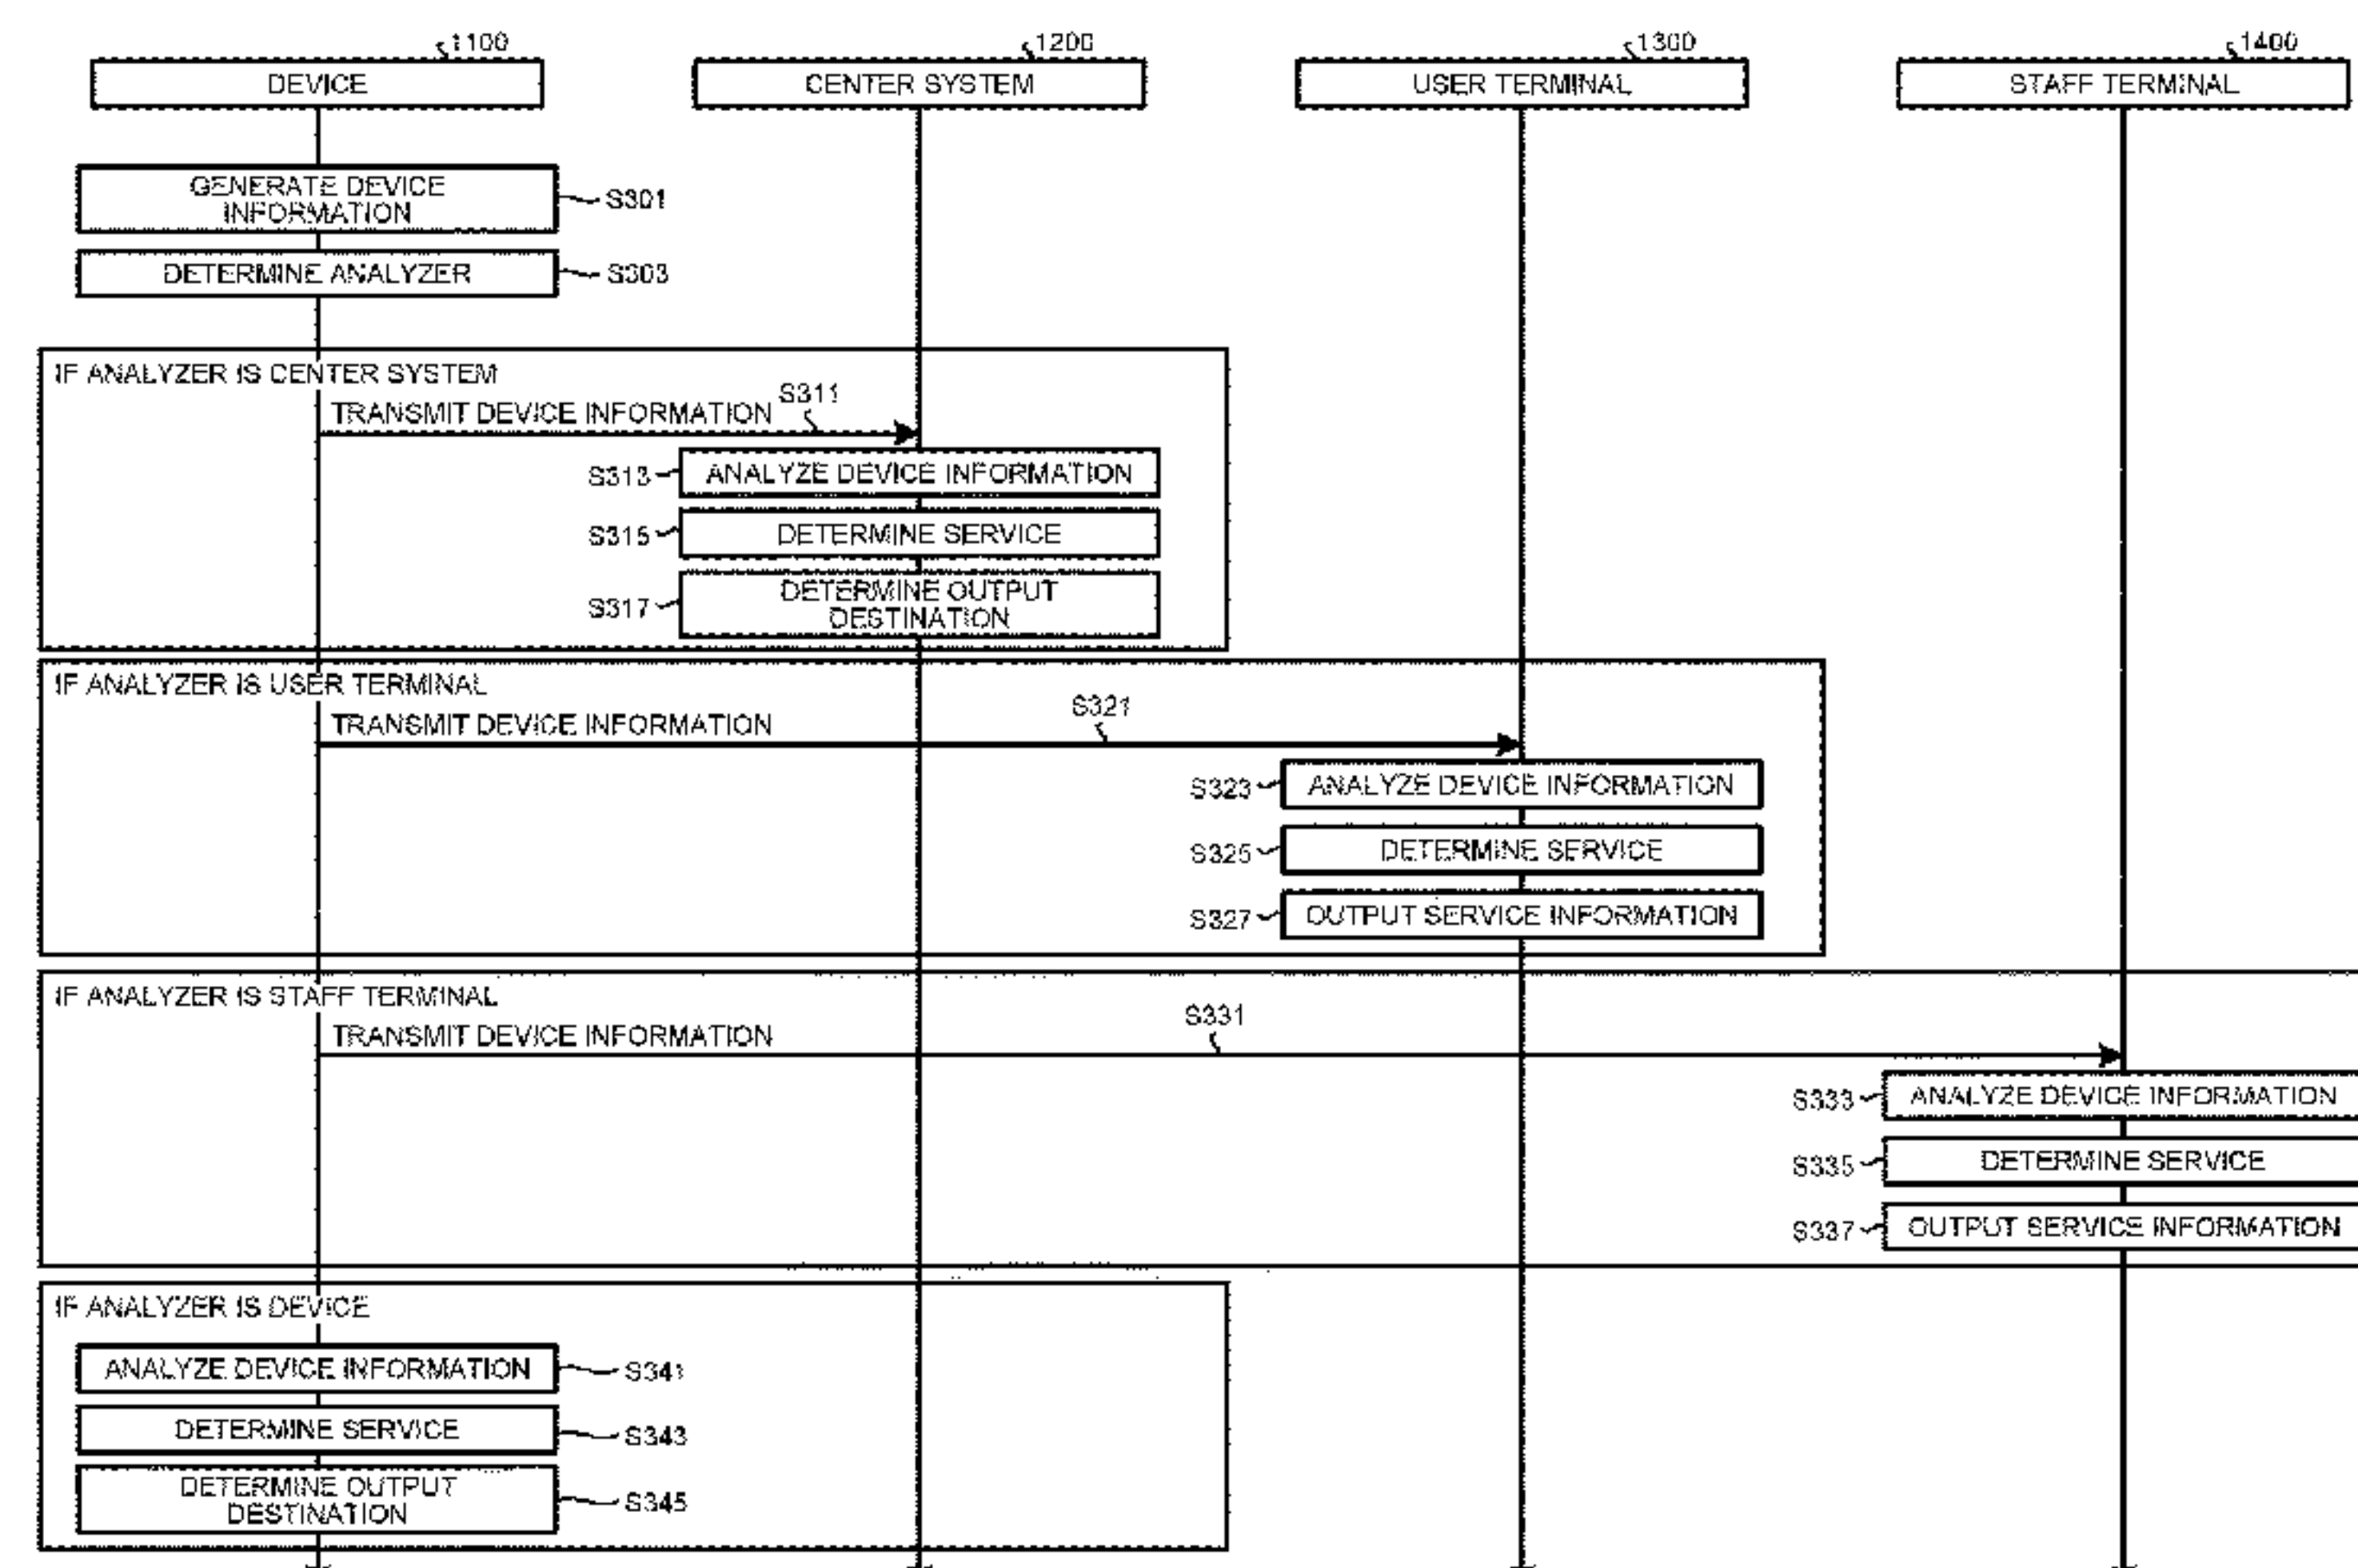 1100
1200
1300
1400
DEVICE
CENTER SYSTEM
USER TERMINAL
STAFF TERMINAL
GENERATE DEVICE
INFORMATION
S301
DETERMINE ANALYZER
S303
IF ANALYZER IS CENTER SYSTEM
TRANSMIT DEVICE INFORMATION
S311
S313
ANALYZE DEVICE INFORMATION
S315
DETERMINE SERVICE
S317
DETERMINE OUTPUT
DESTINATION
IF ANALYZER IS USER TERMINAL
TRANSMIT DEVICE INFORMATION
S321
S323
ANALYZE DEVICE INFORMATION
S325
DETERMINE SERVICE
S327
OUTPUT SERVICE INFORMATION
IF ANALYZER IS STAFF TERMINAL
TRANSMIT DEVICE INFORMATION
S331
S333
ANALYZE DEVICE INFORMATION
S335
DETERMINE SERVICE
S337
OUTPUT SERVICE INFORMATION
IF ANALYZER IS DEVICE
ANALYZE DEVICE INFORMATION
S341
DETERMINE SERVICE
S343
DETERMINE OUTPUT
DESTINATION
S345